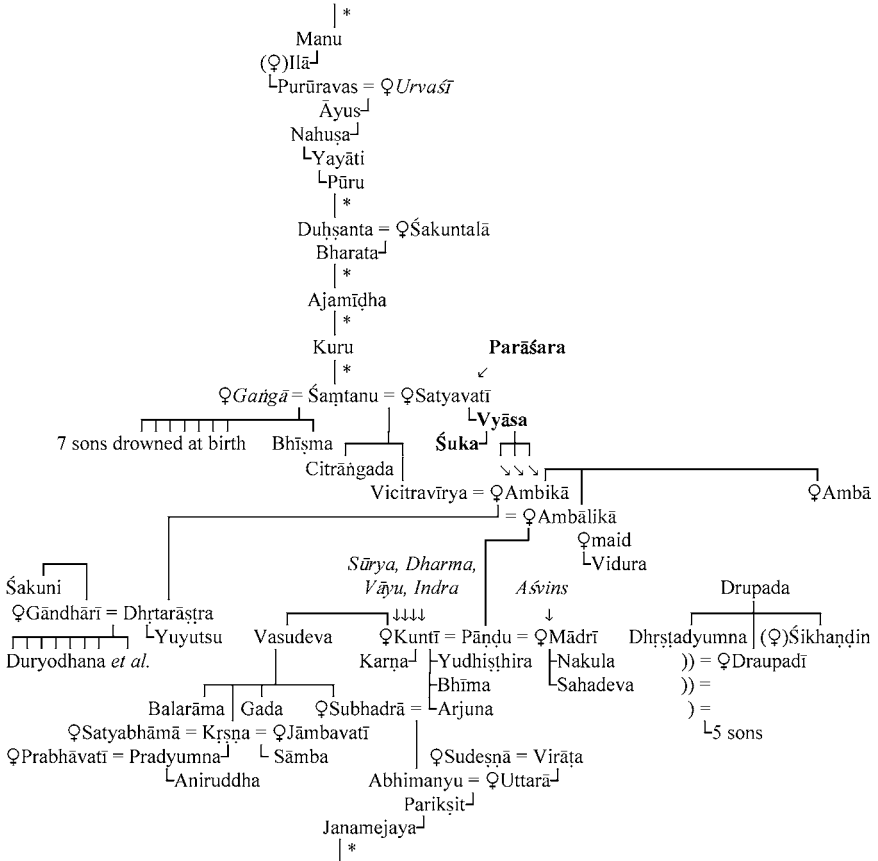 *
Manu
(♀)Ilā
Purūravas = ♀Urvaśī
Āyus
Nahuṣa
Yayāti
Pūru
*
Duḥṣanta = ♀Śakuntalā
Bharata
*
Ajamīḍha
*
Kuru Parāśara
* ↙
♀Gaṅgā = Śaṃtanu = ♀Satyavatī
Vyāsa
7 sons drowned at birth Bhīṣma Śuka
Citrāṅgada ↘ ↘ ↘
Vicitravīrya = ♀Ambikā ♀Ambā
= ♀Ambālikā
♀maid
Sūrya, Dharma, Vidura
Śakuni Vāyu, Indra Aśvins Drupada
♀Gāndhārī = Dhṛtarāṣṭra ↓↓↓↓ ↓
Yuyutsu Vasudeva ♀Kuntī = Pāṇḍu = ♀Mādrī Dhṛṣṭadyumna (♀)Śikhaṇḍin
Duryodhana et al. Karṇa Yudhiṣṭhira Nakula )) = ♀Draupadī
Bhīma Sahadeva )) =
Balarāma Gada ♀Subhadrā = Arjuna ) =
♀Satyabhāmā = Kṛṣṇa = ♀Jāmbavatī 5 sons
♀Prabhāvatī = Pradyumna Sāmba ♀Sudeṣṇā = Virāṭa
Aniruddha Abhimanyu = ♀Uttarā
Parikṣit
Janamejaya
*